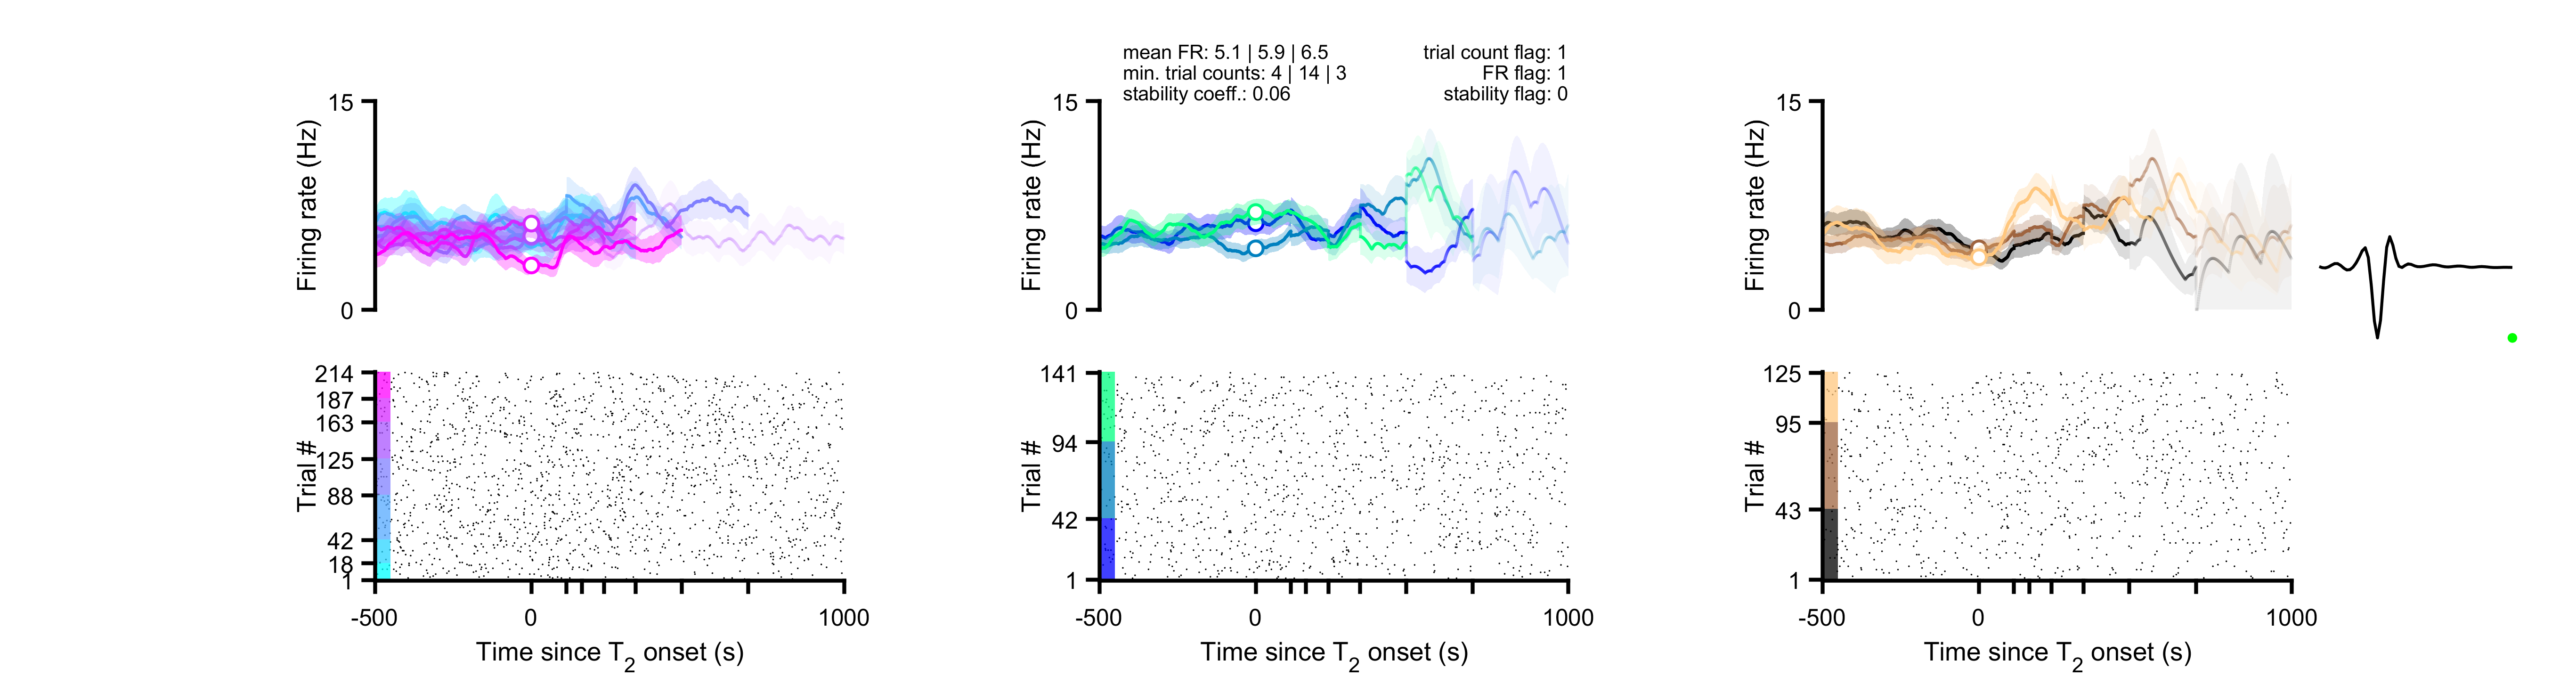 mean FR: 5.1 | 5.9 | 6.5
min. trial counts: 4 | 14 | 3
stability coeff.: 0.06
trial count flag: 1
FR flag: 1
stability flag: 0
15
Firing rate (Hz)
0
15
Firing rate (Hz)
0
15
Firing rate (Hz)
0
214
187
163
125
88
42
18
1
Trial #
-500
0
1000
Time since T2 onset (s)
141
94
42
1
Trial #
-500
0
1000
Time since T2 onset (s)
125
95
43
1
Trial #
-500
0
1000
Time since T2 onset (s)